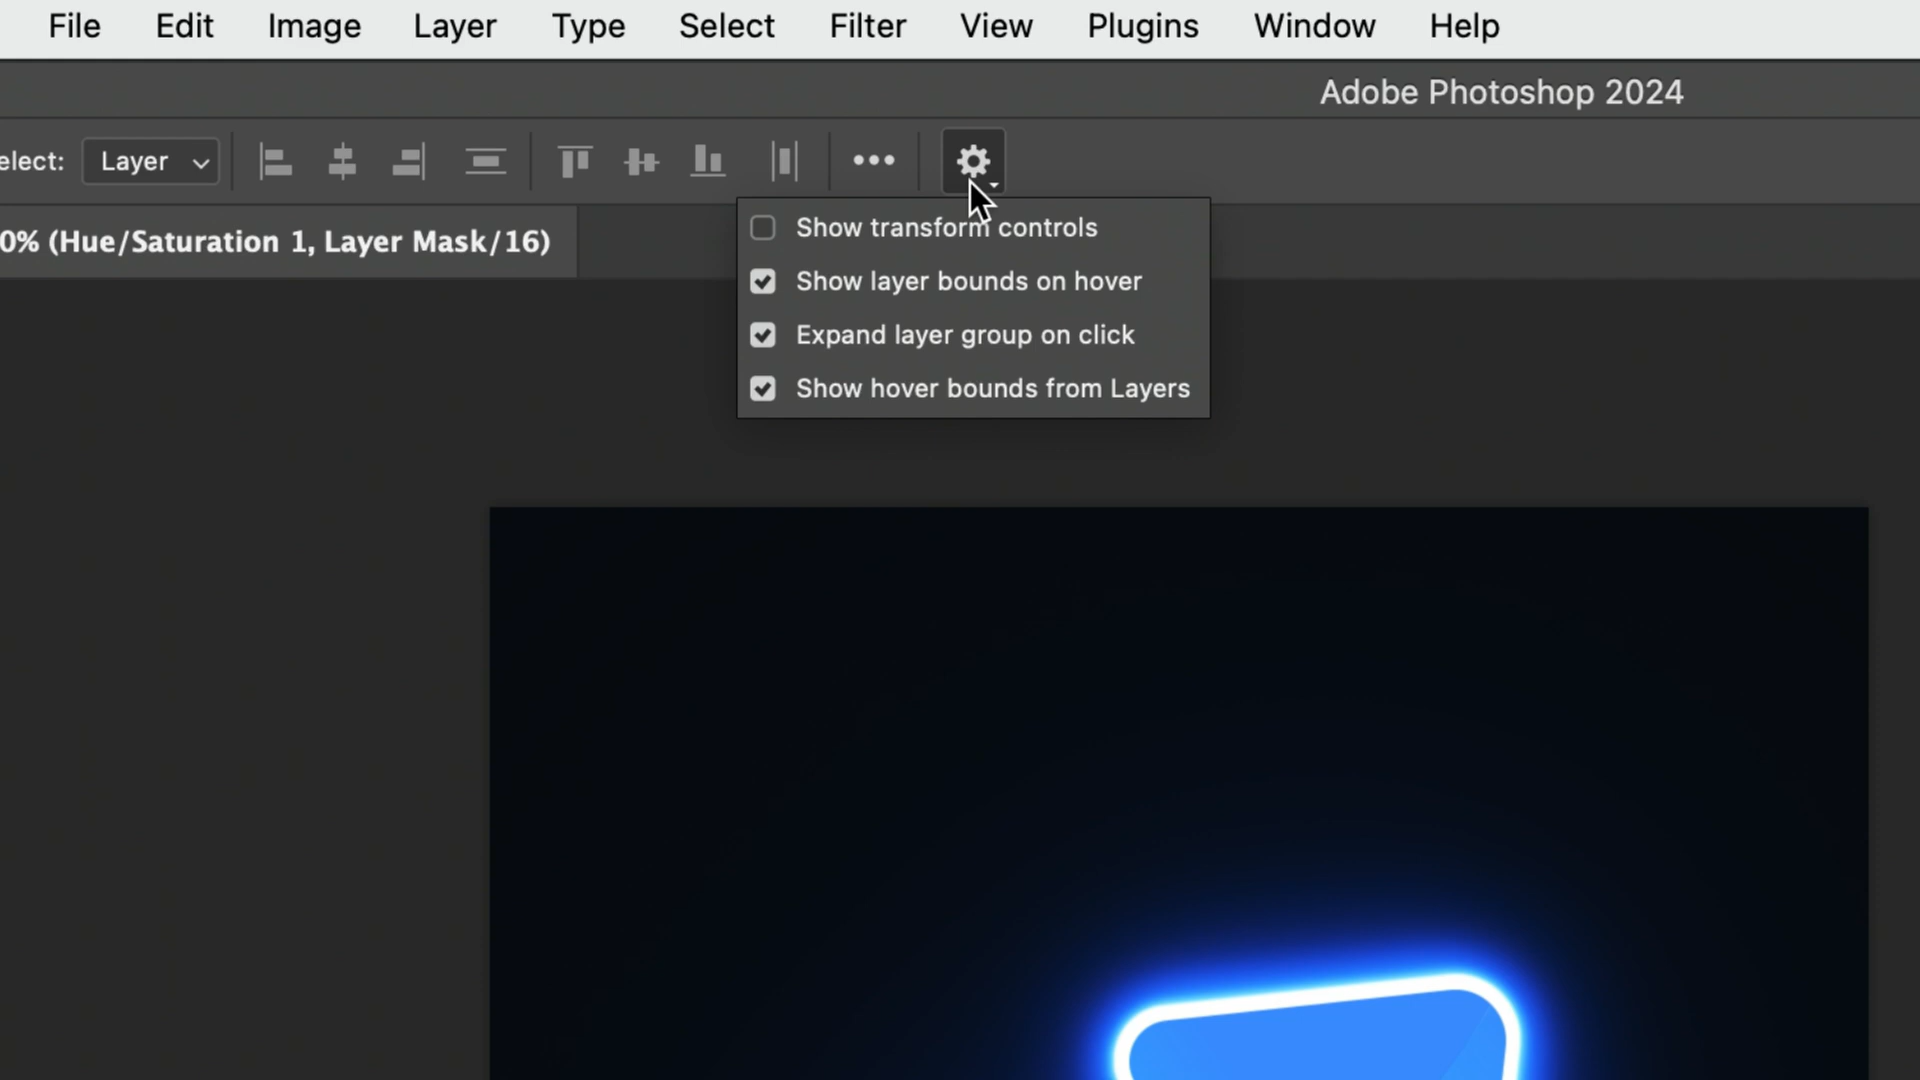 File Edit Image Layer Type Select Filter View Plugins Window Help
Adobe Photoshop 2024
elect: Layer
0% (Hue/Saturation 1, Layer Mask/16)
Show transform controls
Show layer bounds on hover
Expand layer group on click
Show hover bounds from Layers